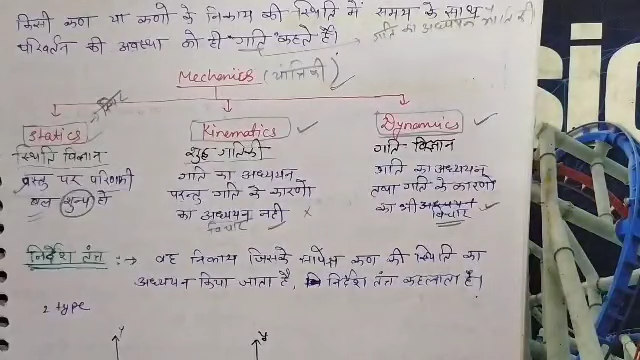 किसी कण या कणो के निकाय की स्थिति में समय के साथ
परिवर्तन की अवस्था को ही गति कहते है।
गति का अध्ययन
Mechenics (यांत्रिकी)
स्थिर
Statics
स्थिति विज्ञान
वस्तु पर परिणामी
बल शुन्य हो
Kinematics
शुद्ध गतिकी
गति का अध्ययन
परन्तु गति के कारणो
का अध्ययन नही
विचार
Dynamics
गति विज्ञान
गति का अध्ययन
तथा गति के कारणो
का भी अध्ययन
विचार
निर्देश तंत्र :-> वह निकाय जिसके सापेक्ष कण की स्थिति का
अध्ययन किया जाता है, निर्देश तंत्र कहलाता है।
2 type
y
y